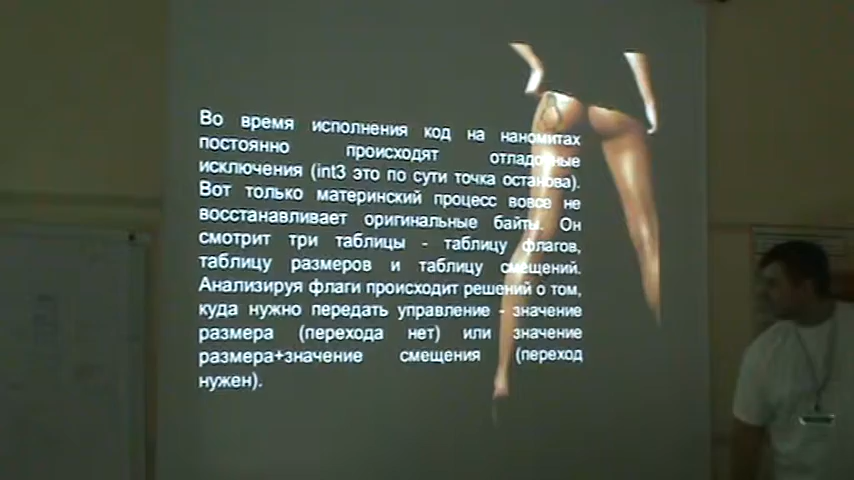 Во время исполнения код на наномитах
постоянно происходят отладочные
исключения (int3 это по сути точка останова).
Вот только материнский процесс вовсе не
восстанавливает оригинальные байты. Он
смотрит три таблицы - таблицу флагов,
таблицу размеров и таблицу смещений.
Анализируя флаги происходит решений о том,
куда нужно передать управление - значение
размера (перехода нет) или значение
размера+значение смещения (переход
нужен).